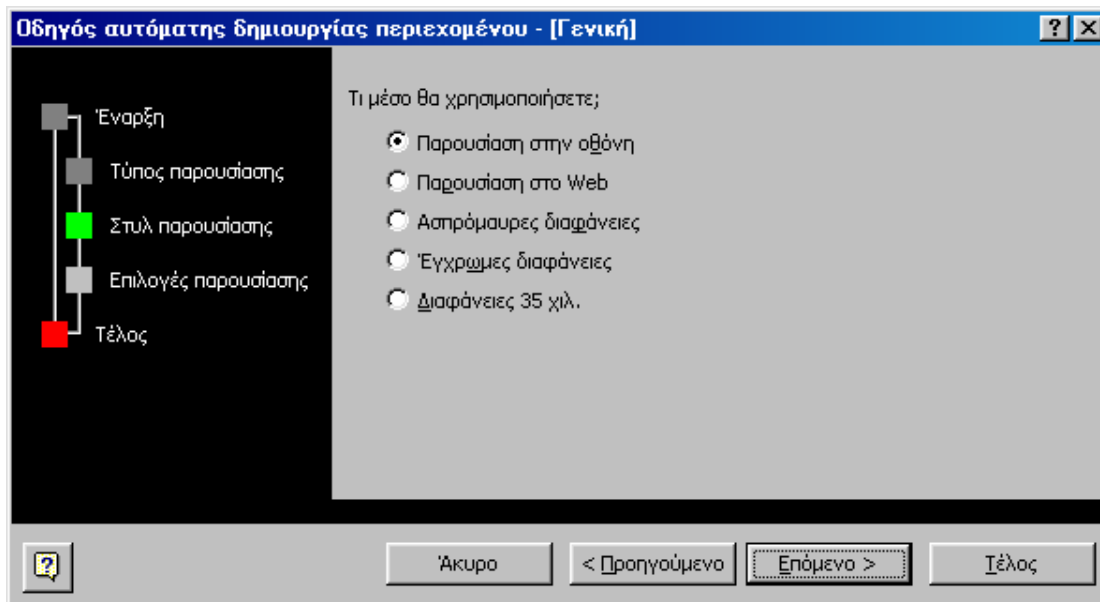 Οδηγός αυτόματης δημιουργίας περιεχομένου - [Γενική]
Έναρξη
Τύπος παρουσίασης
Στυλ παρουσίασης
Επιλογές παρουσίασης
Τέλος
Τι μέσο θα χρησιμοποιήσετε;
Παρουσίαση στην οθόνη
Παρουσίαση στο Web
Ασπρόμαυρες διαφάνειες
Έγχρωμες διαφάνειες
Διαφάνειες 35 χιλ.
Άκυρο
< Προηγούμενο
Επόμενο >
Τέλος